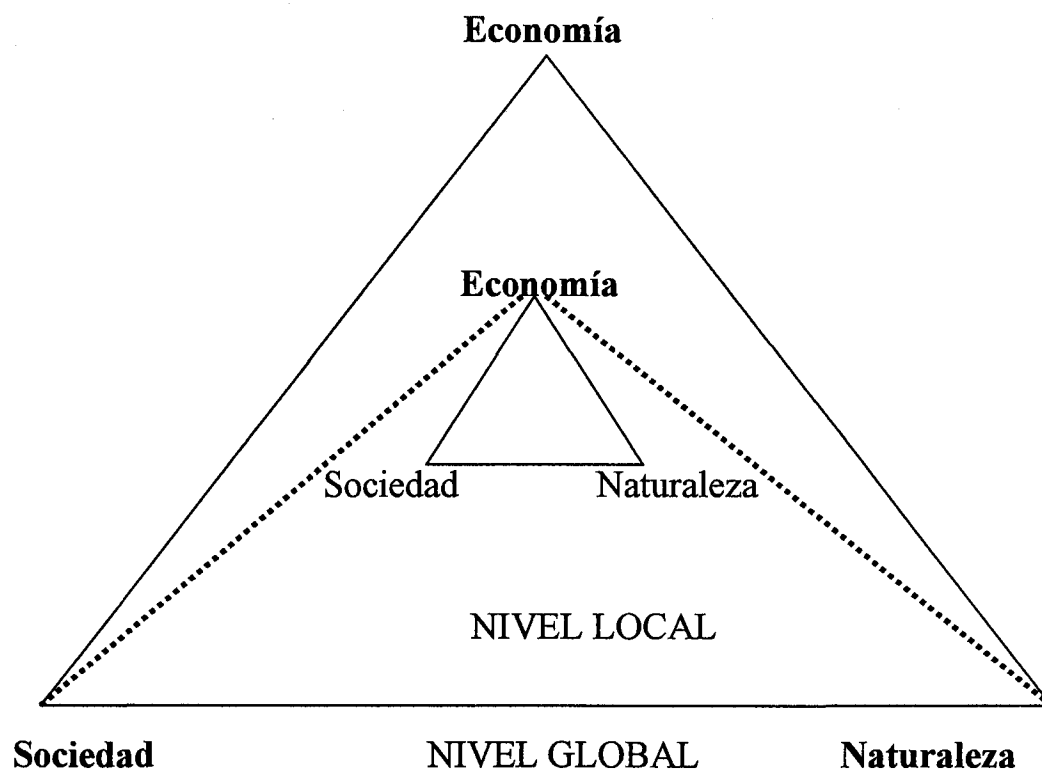 Economía
Economía
Sociedad Naturaleza
NIVEL LOCAL
Sociedad NIVEL GLOBAL Naturaleza